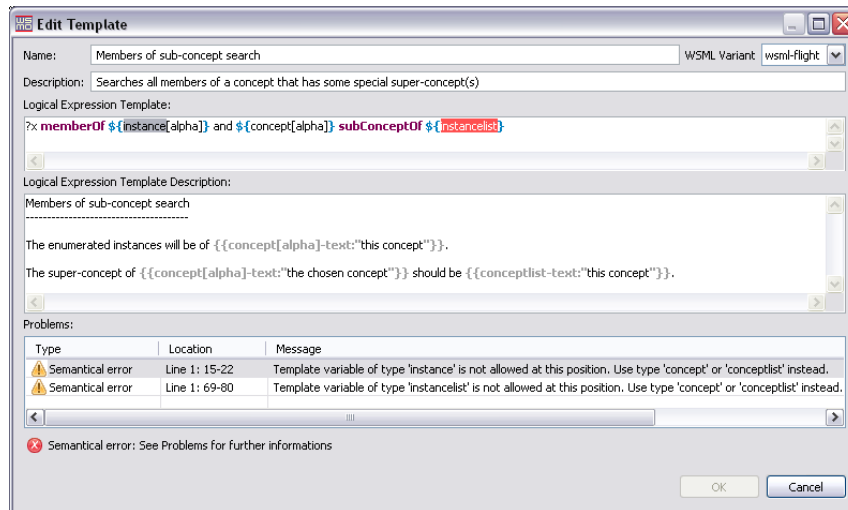 Edit Template
Name: Members of sub-concept search WSML Variant wsml-flight
Description: Searches all members of a concept that has some special super-concept(s)
Logical Expression Template:
?x memberOf ${instance[alpha]} and ${concept[alpha]} subConceptOf ${instancelist}
Logical Expression Template Description:
Members of sub-concept search
--------------------------------------
The enumerated instances will be of {{concept[alpha]-text:"this concept"}}.
The super-concept of {{concept[alpha]-text:"the chosen concept"}} should be {{conceptlist-text:"this concept"}}.
Problems:
Type Location Message
Semantical error Line 1: 15-22 Template variable of type 'instance' is not allowed at this position. Use type 'concept' or 'conceptlist' instead.
Semantical error Line 1: 69-80 Template variable of type 'instancelist' is not allowed at this position. Use type 'concept' or 'conceptlist' instead.
Semantical error: See Problems for further informations
OK Cancel